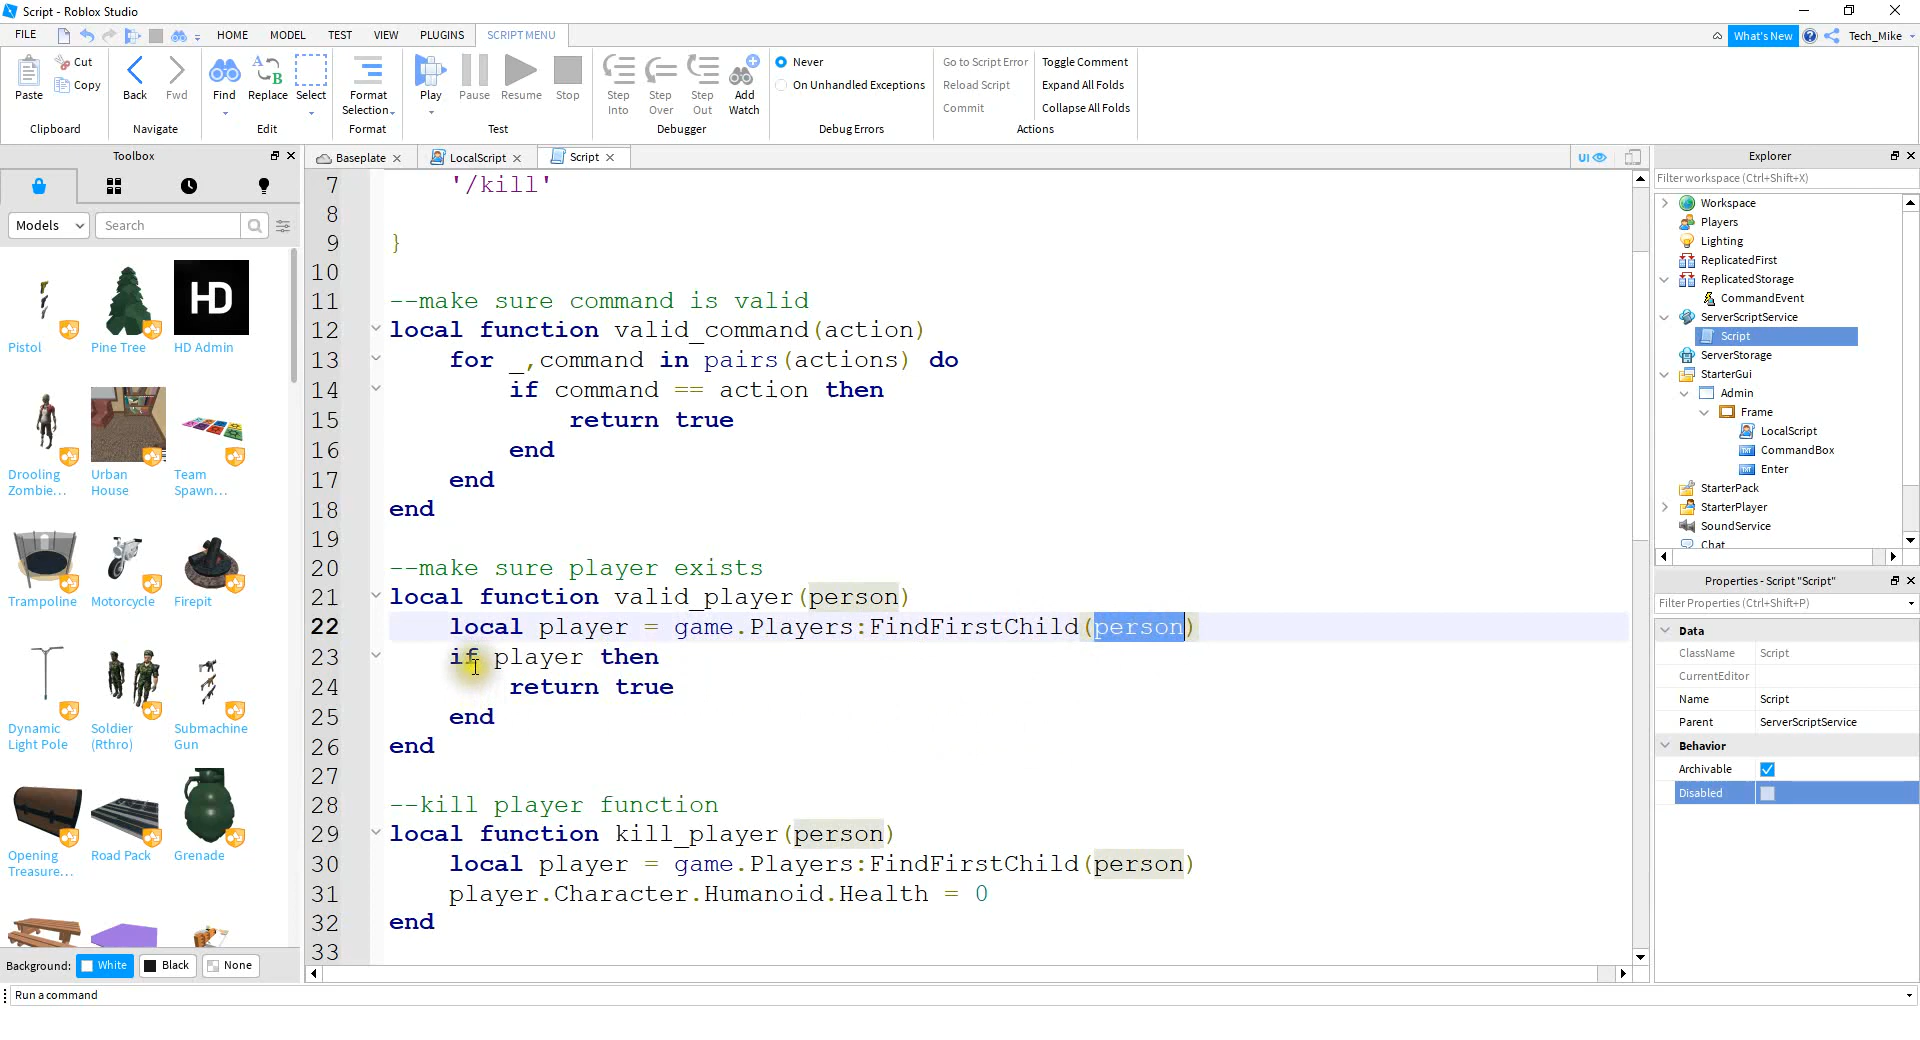 Script - Roblox Studio
FILE HOME MODEL TEST VIEW PLUGINS SCRIPT MENU What's New Tech_Mike
Paste Cut Copy Clipboard
Back Fwd Navigate
Find Replace Select Edit
Format Selection Format
Play Pause Resume Stop Test
Step Into Step Over Step Out Add Watch Debugger
Never
On Unhandled Exceptions
Debug Errors
Go to Script Error
Reload Script
Commit
Toggle Comment
Expand All Folds
Collapse All Folds
Actions
Toolbox
Models Search
Pistol Pine Tree HD Admin
HD
Drooling Zombie... Urban House Team Spawn...
Trampoline Motorcycle Firepit
Dynamic Light Pole Soldier (Rthro) Submachine Gun
Opening Treasure... Road Pack Grenade
Background: White Black None
Run a command
Baseplate LocalScript Script UI
7 '/kill'
8
9 }
10
11 --make sure command is valid
12 local function valid_command(action)
13 for _,command in pairs(actions) do
14 if command == action then
15 return true
16 end
17 end
18 end
19
20 --make sure player exists
21 local function valid_player(person)
22 local player = game.Players:FindFirstChild(person)
23 if player then
24 return true
25 end
26 end
27
28 --kill player function
29 local function kill_player(person)
30 local player = game.Players:FindFirstChild(person)
31 player.Character.Humanoid.Health = 0
32 end
33
Explorer
Filter workspace (Ctrl+Shift+X)
Workspace
Players
Lighting
ReplicatedFirst
ReplicatedStorage
CommandEvent
ServerScriptService
Script
ServerStorage
StarterGui
Admin
Frame
LocalScript
CommandBox
Enter
StarterPack
StarterPlayer
SoundService
Chat
Properties - Script "Script"
Filter Properties (Ctrl+Shift+P)
Data
ClassName Script
CurrentEditor
Name Script
Parent ServerScriptService
Behavior
Archivable
Disabled